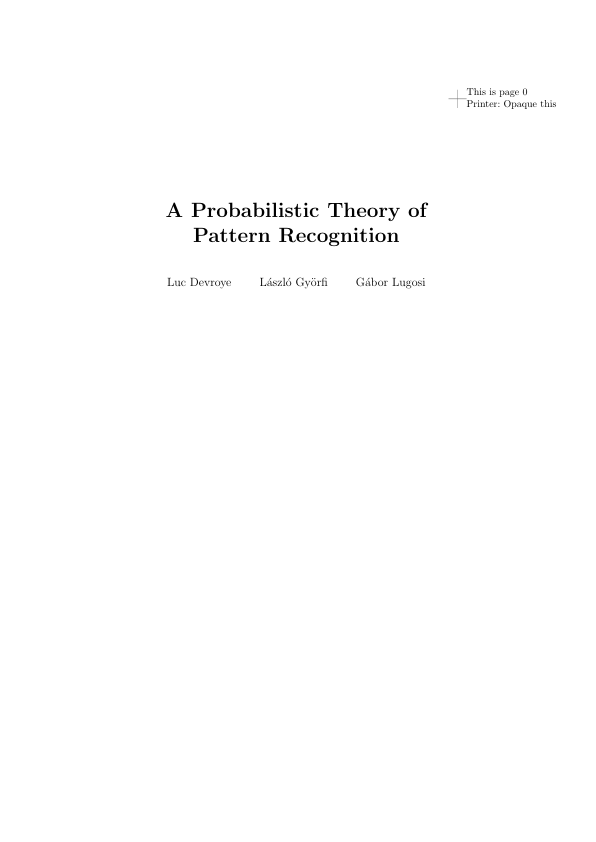 This is page 0
Printer: Opaque this
A Probabilistic Theory of
Pattern Recognition
Luc Devroye László Györfi Gábor Lugosi